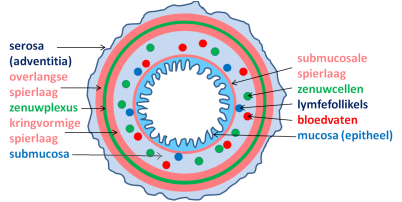 serosa
(adventitia)
overlangse
spierlaag
zenuwplexus
kringvormige
spierlaag
submucosa
submucosale
spierlaag
zenuwcellen
lymfefollikels
bloedvaten
mucosa (epitheel)